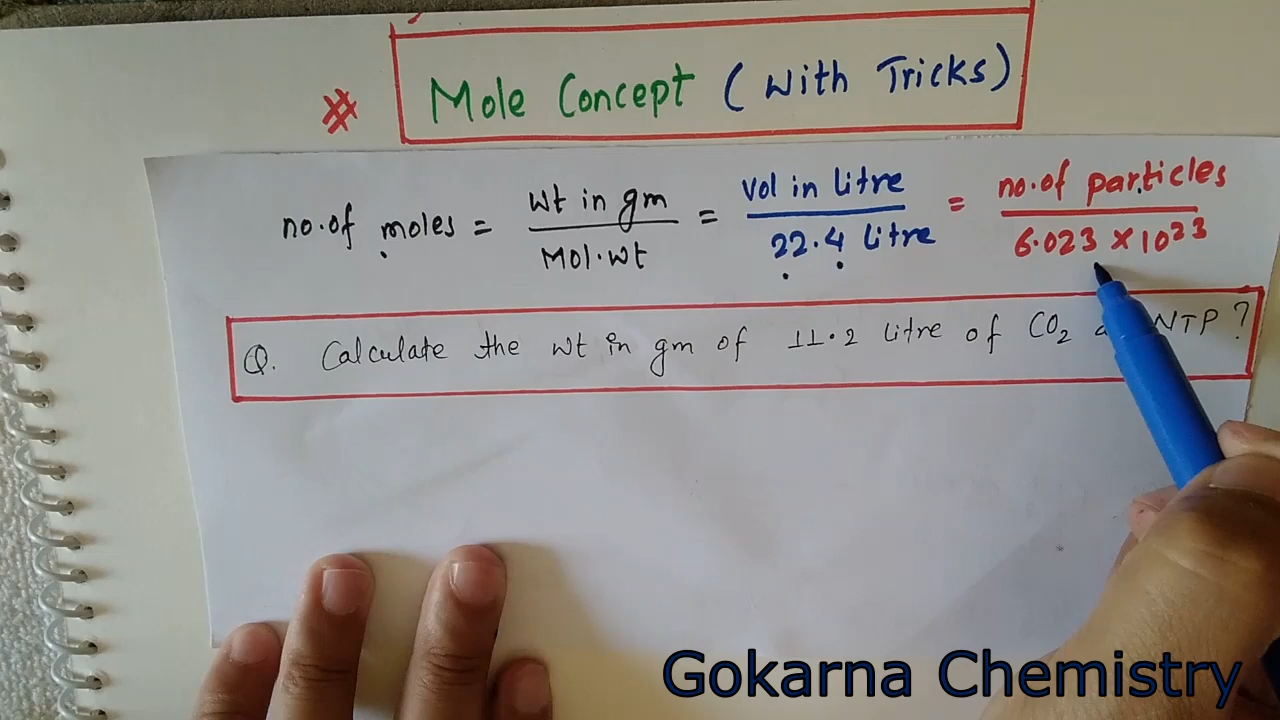 Mole Concept (With Tricks)
no.of moles = Wt in gm / Mol.wt = Vol in Litre / 22.4 Litre = no.of particles / 6.023 × 10²³
Q. Calculate the wt in gm of 11.2 litre of CO₂ NTP?
Gokarna Chemistry